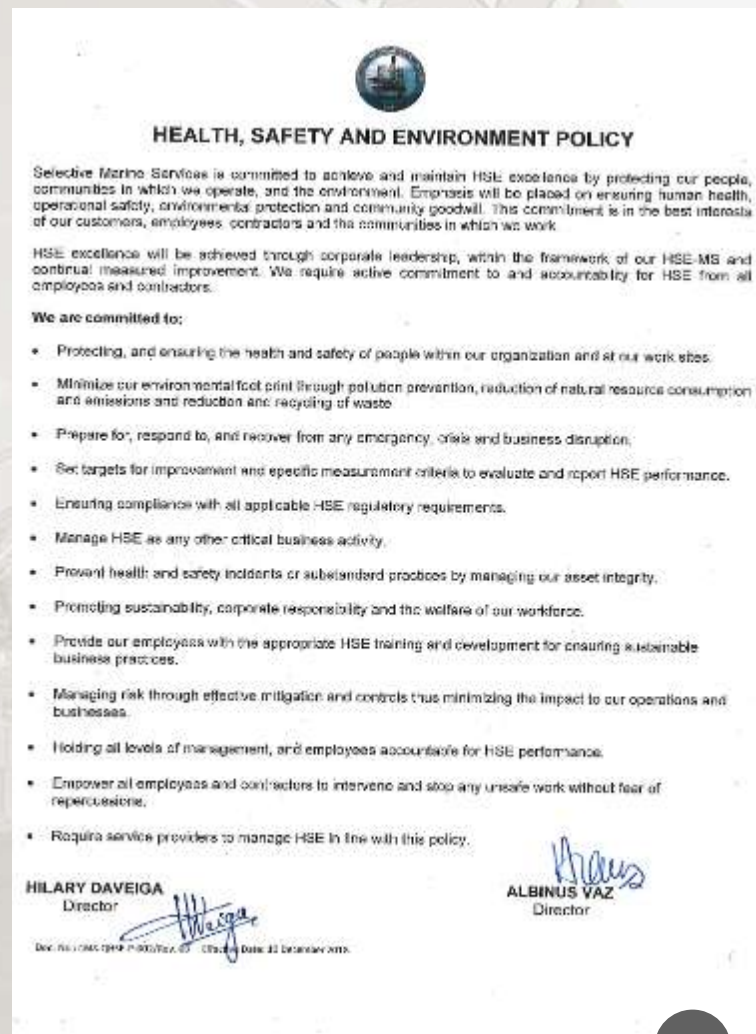 HEALTH, SAFETY AND ENVIRONMENT POLICY
Selective Marine Services is committed to achieve and maintain HSE excellence by protecting our people,
communities in which we operate, and the environment. Emphasis will be placed on ensuring human health,
operational safety, environmental protection and community goodwill. This commitment is in the best interests
of our customers, employees, contractors and the communities in which we work
HSE excellence will be achieved through corporate leadership, within the framework of our HSE-MS and
continual measured improvement. We require active commitment to and accountability for HSE from all
employees and contractors.
We are committed to:
• Protecting, and ensuring the health and safety of people within our organization and at our work sites.
• Minimize our environmental foot print through pollution prevention, reduction of natural resource consumption
and emissions and reduction and recycling of waste
• Prepare for, respond to, and recover from any emergency, crisis and business disruption.
• Set targets for improvement and specific measurement criteria to evaluate and report HSE performance.
• Ensuring compliance with all applicable HSE regulatory requirements.
• Manage HSE as any other critical business activity.
• Prevent health and safety incidents or substandard practices by managing our asset integrity.
• Promoting sustainability, corporate responsibility and the welfare of our workforce.
• Provide our employees with the appropriate HSE training and development for ensuring sustainable
business practices.
• Managing risk through effective mitigation and controls thus minimizing the impact to our operations and
businesses.
• Holding all levels of management, and employees accountable for HSE performance.
• Empower all employees and contractors to intervene and stop any unsafe work without fear of
repercussions.
• Require service providers to manage HSE in line with this policy.
HILARY DAVEIGA
Director
ALBINUS VAZ
Director
Effective Date: December 2018